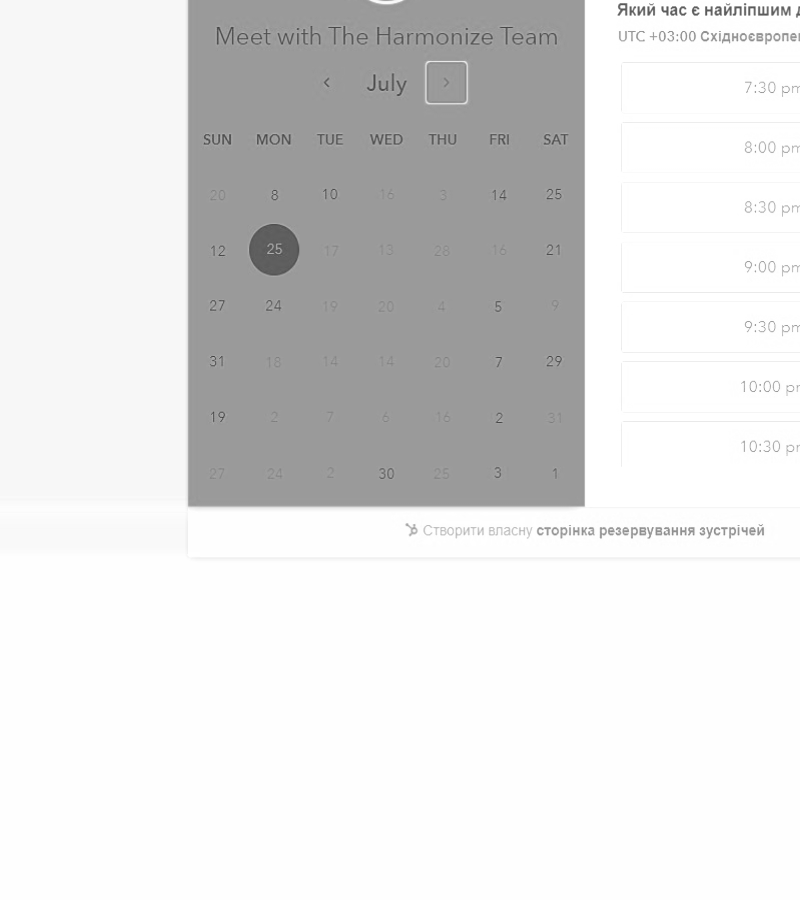 Meet with The Harmonize Team
July
SUN MON TUE WED THU FRI SAT
20 8 10 16 3 14 25
12 25 17 13 28 16 21
27 24 19 20 4 5 9
31 18 14 14 20 7 29
19 2 7 6 16 2 31
27 24 2 30 25 3 1
Який час є найліпшим
UTC +03:00
7:30 pm
8:00 pm
8:30 pm
9:00 pm
9:30 pm
10:00
10:30
Створити власну сторінка резервування зустрічей